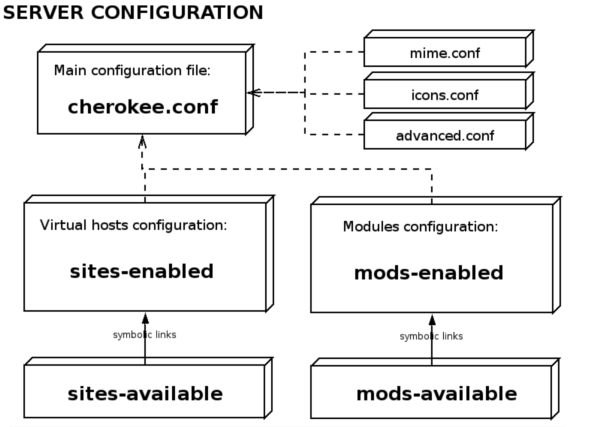 SERVER CONFIGURATION
Main configuration file:
cherokee.conf
mime.conf
icons.conf
advanced.conf
Virtual hosts configuration:
sites-enabled
Modules configuration:
mods-enabled
symbolic links
symbolic links
sites-available
mods-available